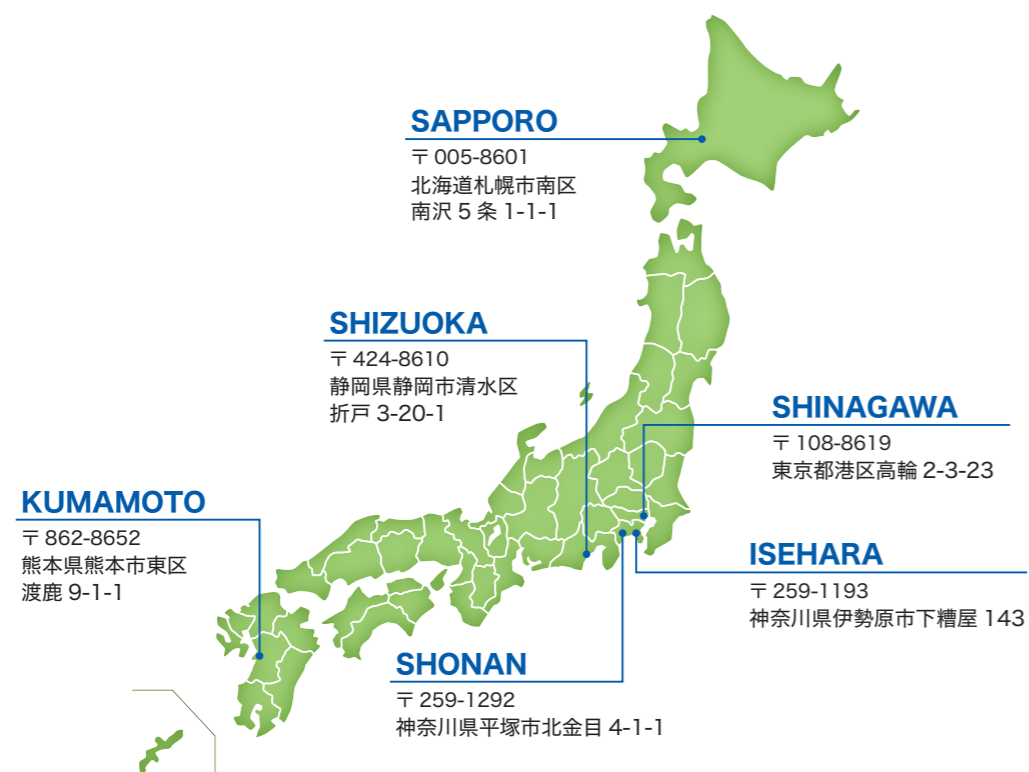 SAPPORO
〒005-8601
北海道札幌市南区
南沢 5 条 1-1-1
SHIZUOKA
〒424-8610
静岡県静岡市清水区
折戸 3-20-1
SHINAGAWA
〒108-8619
東京都港区高輪 2-3-23
KUMAMOTO
〒862-8652
熊本県熊本市東区
渡鹿 9-1-1
ISEHARA
〒259-1193
神奈川県伊勢原市下糟屋 143
SHONAN
〒259-1292
神奈川県平塚市北金目 4-1-1